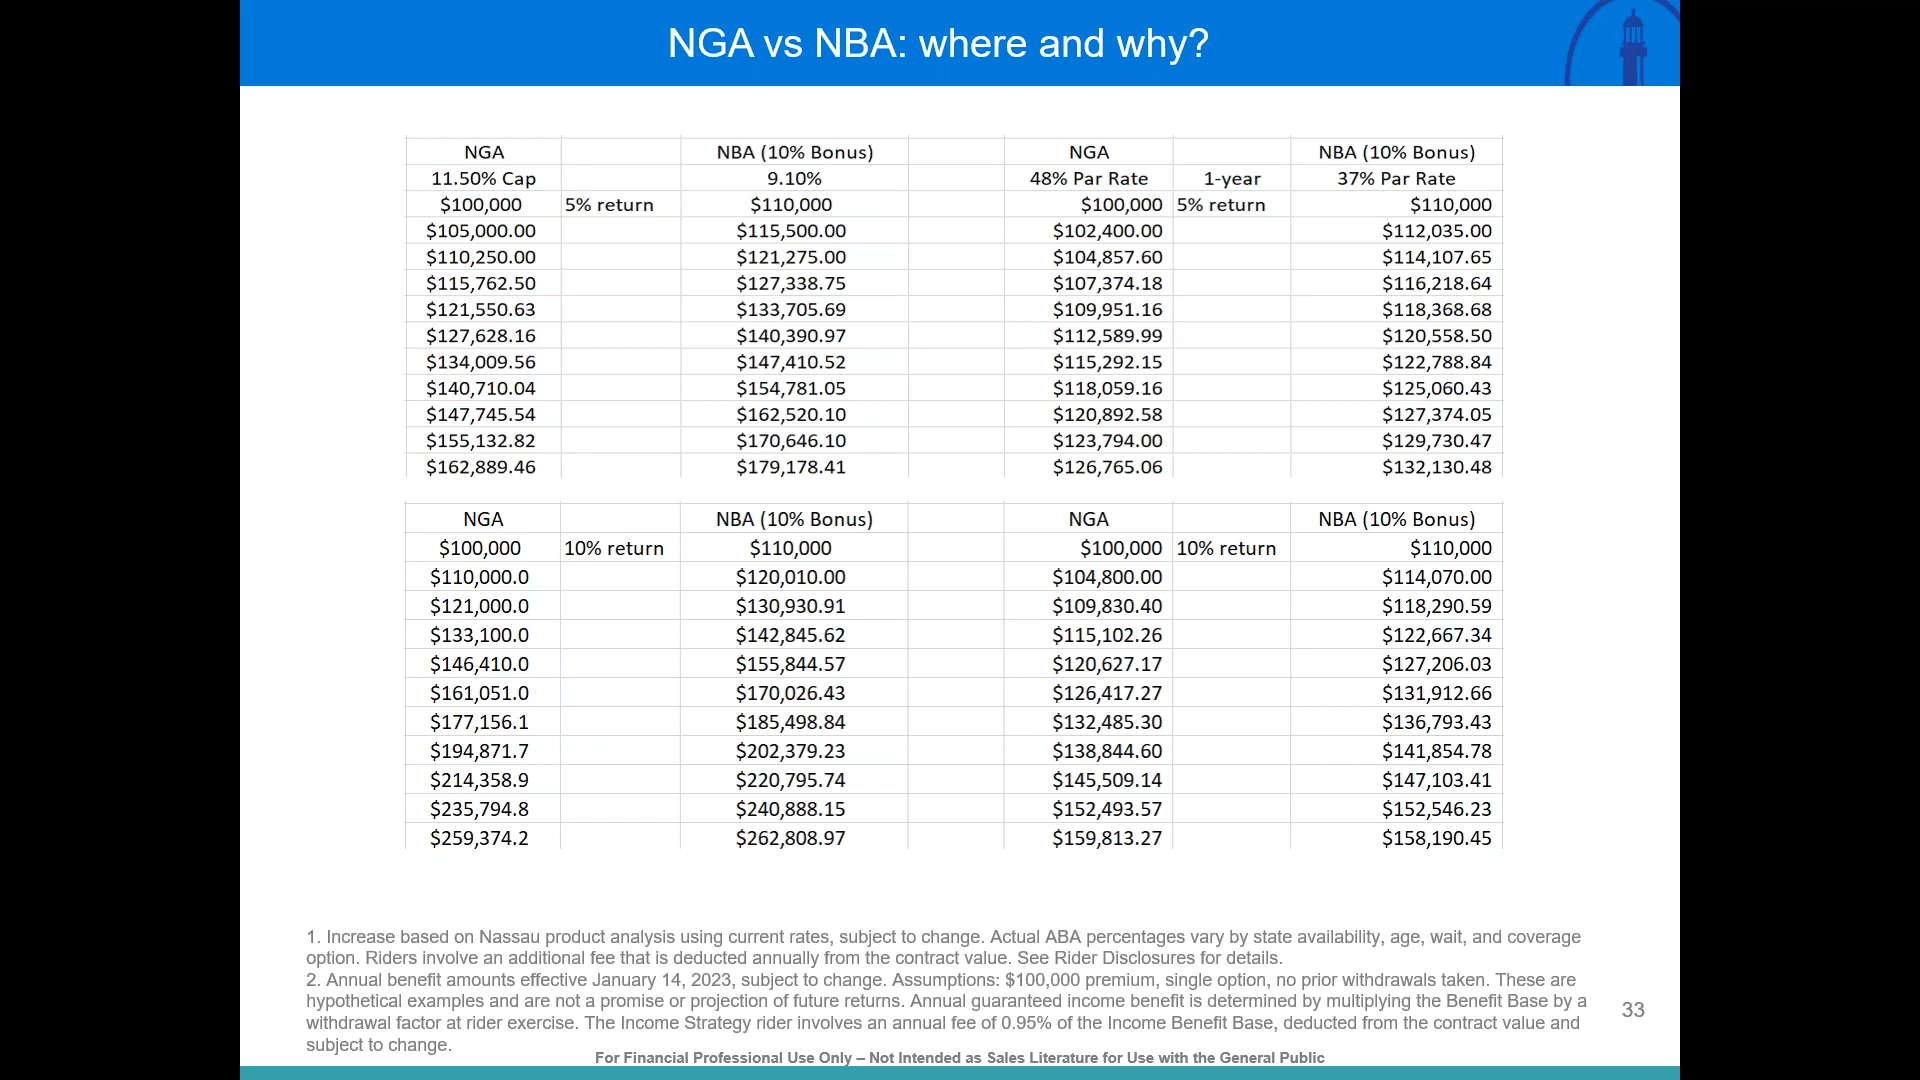 NGA vs NBA: where and why?
NGA NBA (10% Bonus) NGA NBA (10% Bonus)
11.50% Cap 9.10% 48% Par Rate 1-year 37% Par Rate
$100,000 5% return $110,000 $100,000 5% return $110,000
$105,000.00 $115,500.00 $102,400.00 $112,035.00
$110,250.00 $121,275.00 $104,857.60 $114,107.65
$115,762.50 $127,338.75 $107,374.18 $116,218.64
$121,550.63 $133,705.69 $109,951.16 $118,368.68
$127,628.16 $140,390.97 $112,589.99 $120,558.50
$134,009.56 $147,410.52 $115,292.15 $122,788.84
$140,710.04 $154,781.05 $118,059.16 $125,060.43
$147,745.54 $162,520.10 $120,892.58 $127,374.05
$155,132.82 $170,646.10 $123,794.00 $129,730.47
$162,889.46 $179,178.41 $126,765.06 $132,130.48
NGA NBA (10% Bonus) NGA NBA (10% Bonus)
$100,000 10% return $110,000 $100,000 10% return $110,000
$110,000.0 $120,010.00 $104,800.00 $114,070.00
$121,000.0 $130,930.91 $109,830.40 $118,290.59
$133,100.0 $142,845.62 $115,102.26 $122,667.34
$146,410.0 $155,844.57 $120,627.17 $127,206.03
$161,051.0 $170,026.43 $126,417.27 $131,912.66
$177,156.1 $185,498.84 $132,485.30 $136,793.43
$194,871.7 $202,379.23 $138,844.60 $141,854.78
$214,358.9 $220,795.74 $145,509.14 $147,103.41
$235,794.8 $240,888.15 $152,493.57 $152,546.23
$259,374.2 $262,808.97 $159,813.27 $158,190.45
1. Increase based on Nassau product analysis using current rates, subject to change. Actual ABA percentages vary by state availability, age, wait, and coverage
option. Riders involve an additional fee that is deducted annually from the contract value. See Rider Disclosures for details.
2. Annual benefit amounts effective January 14, 2023, subject to change. Assumptions: $100,000 premium, single option, no prior withdrawals taken. These are
hypothetical examples and are not a promise or projection of future returns. Annual guaranteed income benefit is determined by multiplying the Benefit Base by a
withdrawal factor at rider exercise. The Income Strategy rider involves an annual fee of 0.95% of the Income Benefit Base, deducted from the contract value and
subject to change.
33
For Financial Professional Use Only – Not Intended as Sales Literature for Use with the General Public